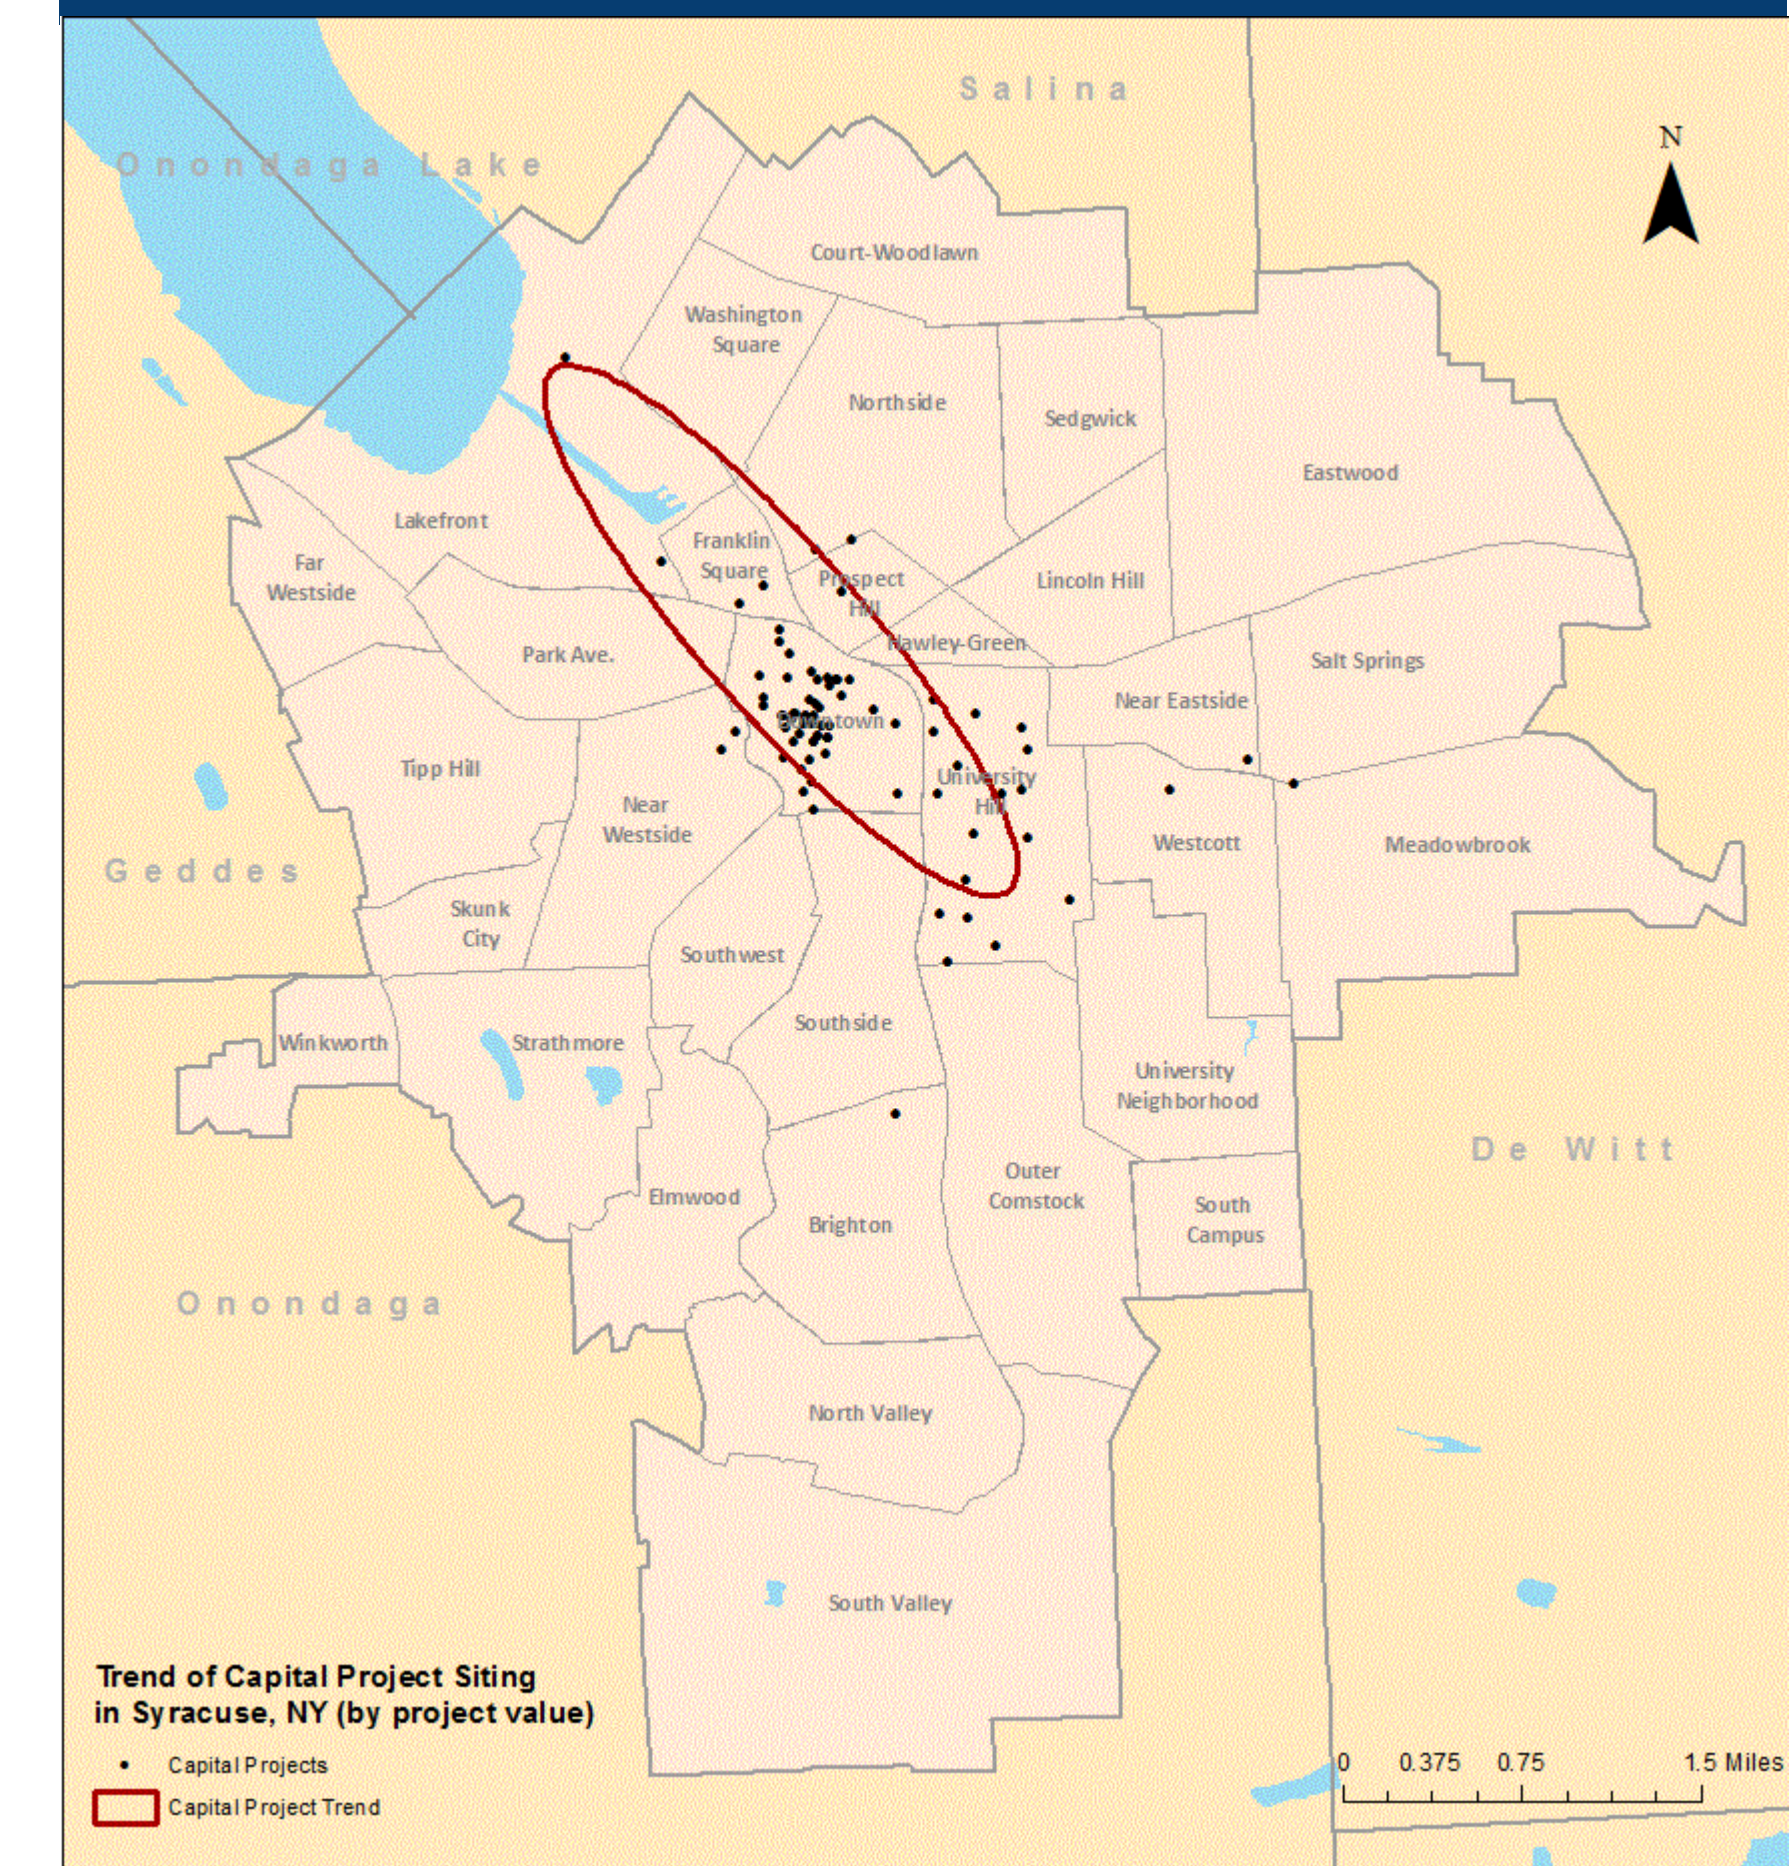 Salina
N
Onondaga Lake
Court-Woodlawn
Washington
Square
Northside
Sedgwick
Eastwood
Lakefront
Franklin
Square
Far
Westside
Prospect
Hill
Lincoln Hill
Hawley-Green
Park Ave.
Salt Springs
Near Eastside
Downtown
Tipp Hill
University
Hill
Near
Westside
Westcott
Meadowbrook
Geddes
Skunk
City
Southwest
Southside
Winkworth
Strathmore
University
Neighborhood
De Witt
Outer
Comstock
Elmwood
South
Campus
Brighton
Onondaga
North Valley
South Valley
Trend of Capital Project Siting
in Syracuse, NY (by project value)
Capital Projects
Capital Project Trend
0 0.375 0.75 1.5 Miles